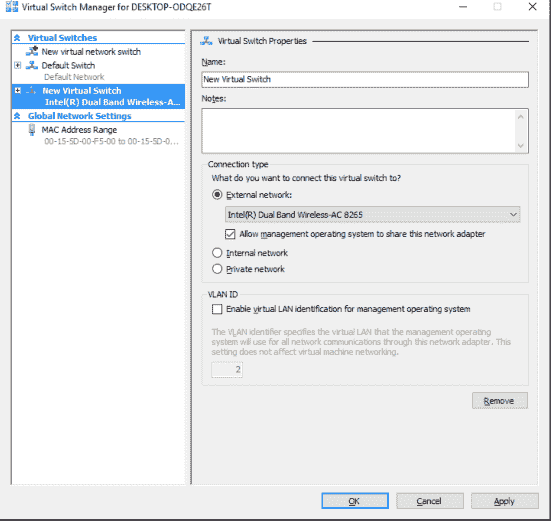 Virtual Switch Manager for DESKTOP-ODQE26T
Virtual Switches
New virtual network switch
Default Switch
Default Network
New Virtual Switch
Intel(R) Dual Band Wireless-A...
Global Network Settings
MAC Address Range
00-15-5D-00-F5-00 to 00-15-5D-0...
Virtual Switch Properties
Name:
New Virtual Switch
Notes:
Connection type
What do you want to connect this virtual switch to?
External network:
Intel(R) Dual Band Wireless-AC 8265
Allow management operating system to share this network adapter
Internal network
Private network
VLAN ID
Enable virtual LAN identification for management operating system
The VLAN identifier specifies the virtual LAN that the management operating
system will use for all network communications through this network adapter. This
setting does not affect virtual machine networking.
2
Remove
OK
Cancel
Apply